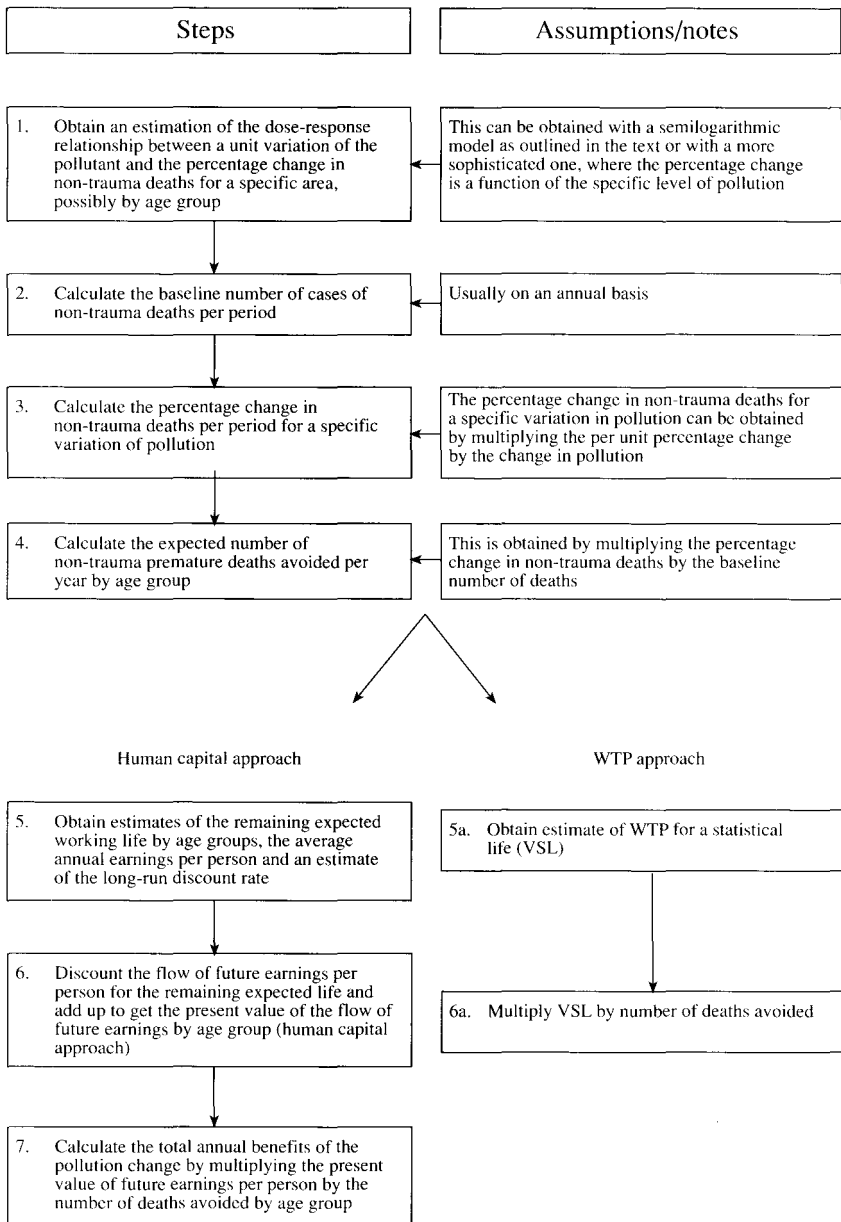 Steps
Assumptions/notes
1. Obtain an estimation of the dose-response
relationship between a unit variation of the
pollutant and the percentage change in
non-trauma deaths for a specific area,
possibly by age group
This can be obtained with a semilogarithmic
model as outlined in the text or with a more
sophisticated one, where the percentage change
is a function of the specific level of pollution
2. Calculate the baseline number of cases of
non-trauma deaths per period
Usually on an annual basis
3. Calculate the percentage change in
non-trauma deaths per period for a specific
variation of pollution
The percentage change in non-trauma deaths for
a specific variation in pollution can be obtained
by multiplying the per unit percentage change
by the change in pollution
4. Calculate the expected number of
non-trauma premature deaths avoided per
year by age group
This is obtained by multiplying the percentage
change in non-trauma deaths by the baseline
number of deaths
Human capital approach
WTP approach
5. Obtain estimates of the remaining expected
working life by age groups, the average
annual earnings per person and an estimate
of the long-run discount rate
5a. Obtain estimate of WTP for a statistical
life (VSL)
6. Discount the flow of future earnings per
person for the remaining expected life and
add up to get the present value of the flow of
future earnings by age group (human capital
approach)
6a. Multiply VSL by number of deaths avoided
7. Calculate the total annual benefits of the
pollution change by multiplying the present
value of future earnings per person by the
number of deaths avoided by age group